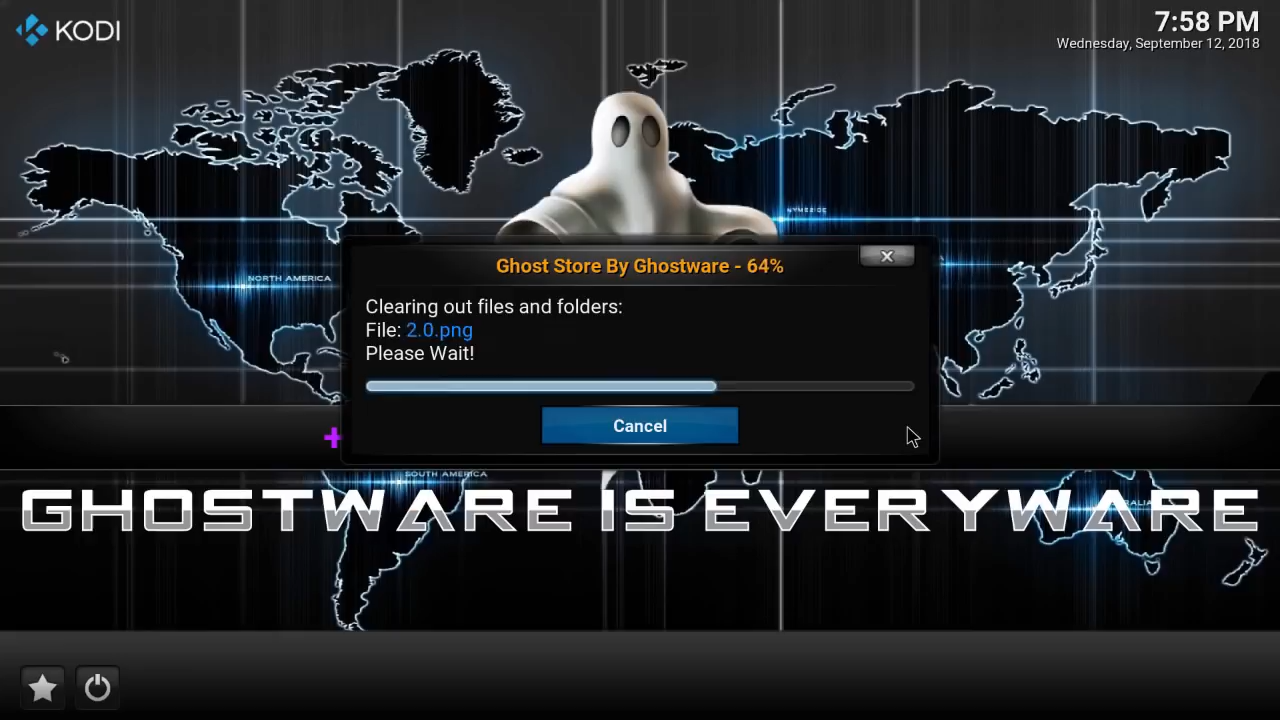 KODI
7:58 PM
Wednesday, September 12, 2018
NORTH AMERICA
Ghost Store By Ghostware - 64%
Clearing out files and folders:
File: 2.0.png
Please Wait!
Cancel
SOUTH AMERICA
GHOSTWARE IS EVERYWARE